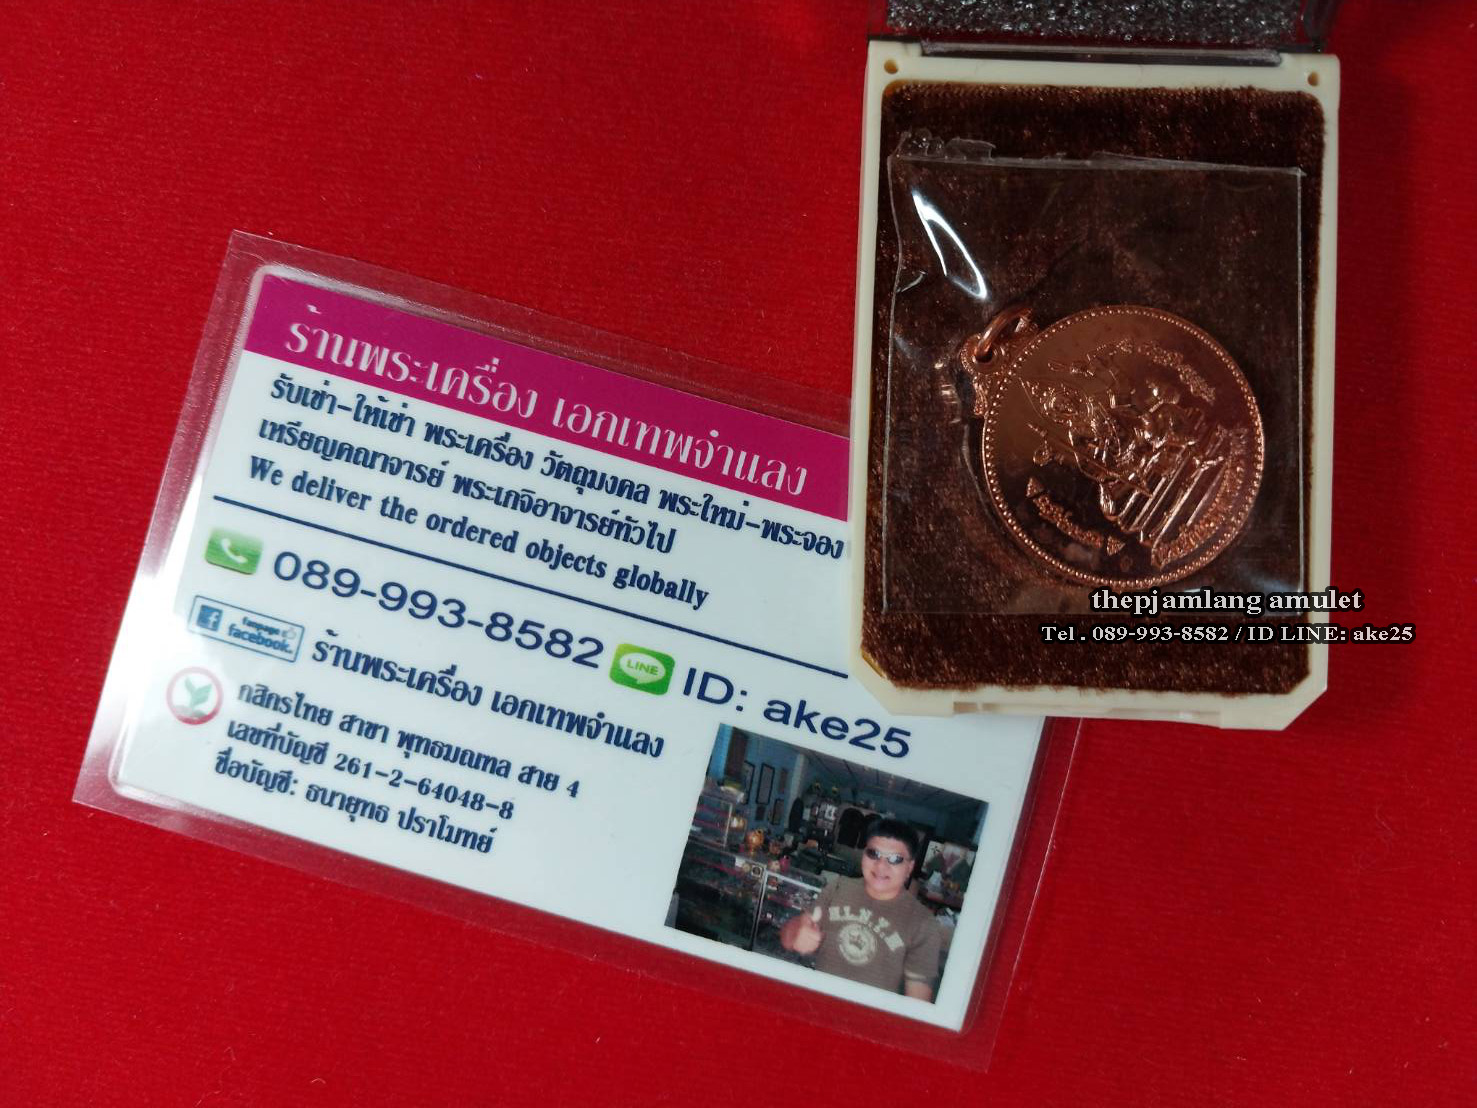 ร้านพระเครื่อง เอกเทพจำแลง
รับเช่า-ให้เช่า พระเครื่อง วัตถุมงคล พระใหม่-พระจอง
เหรียญคณาจารย์ พระเกจิอาจารย์ทั่วไป
We deliver the ordered objects globally
089-993-8582 LINE ID: ake25
facebook. ร้านพระเครื่อง เอกเทพจำแลง
กสิกรไทย สาขา พุทธมณฑล สาย 4
เลขที่บัญชี 261-2-64048-8
ชื่อบัญชี: ธนายุทธ ปราโมทย์
thepjamlang amulet
Tel . 089-993-8582 / ID LINE: ake25